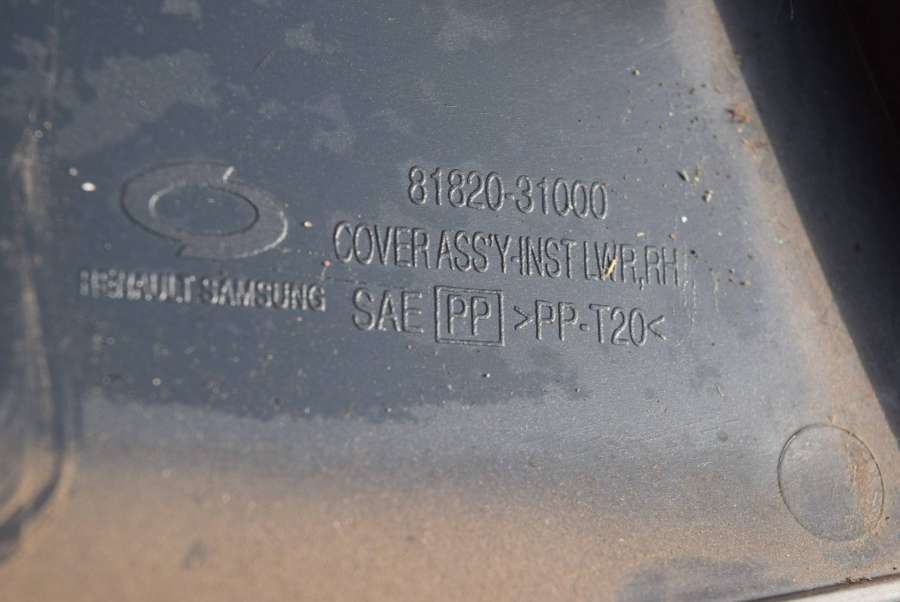 81820-31000
COVER ASS'Y-INST LWR,RH
RENAULT SAMSUNG
SAE PP >PP-T20<